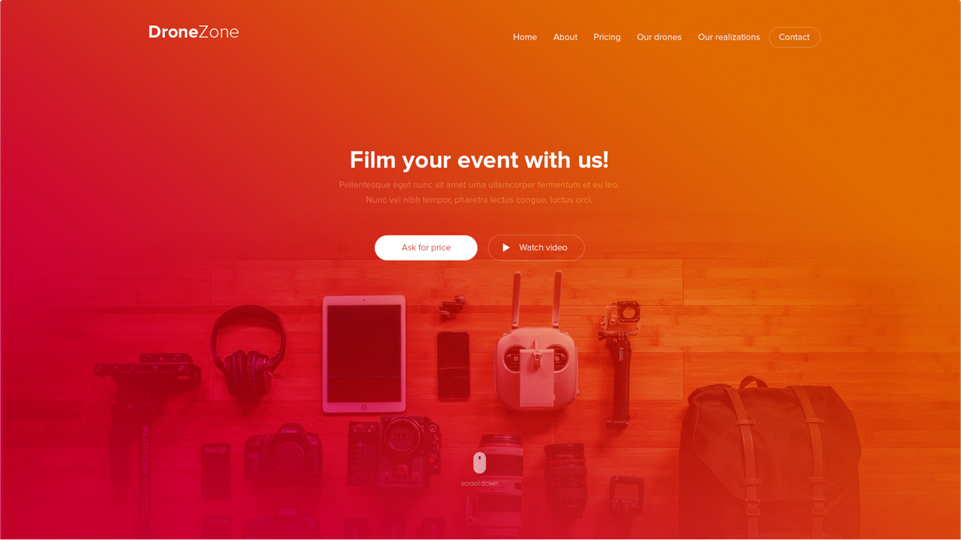 DroneZone
Home About Pricing Our drones Our realizations Contact
Film your event with us!
Pellentesque eget nunc sit amet urna ullamcorper fermentum et eu leo.
Nunc vel nibh tempor, pharetra lectus congue, luctus orci.
Ask for price
Watch video
scrool down